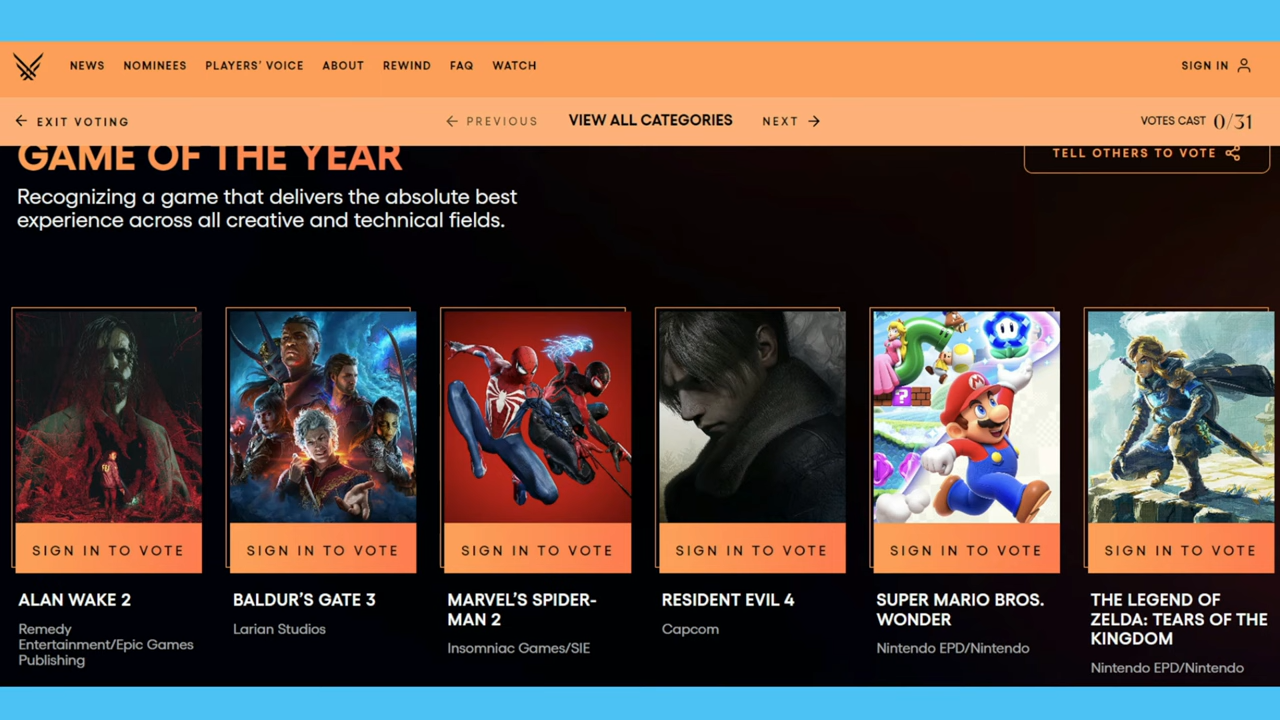 NEWS NOMINEES PLAYERS' VOICE ABOUT REWIND FAQ WATCH SIGN IN
EXIT VOTING PREVIOUS VIEW ALL CATEGORIES NEXT VOTES CAST 0/31
GAME OF THE YEAR
TELL OTHERS TO VOTE
Recognizing a game that delivers the absolute best
experience across all creative and technical fields.
SIGN IN TO VOTE
ALAN WAKE 2
Remedy
Entertainment/Epic Games
Publishing
SIGN IN TO VOTE
BALDUR'S GATE 3
Larian Studios
SIGN IN TO VOTE
MARVEL'S SPIDER-
MAN 2
Insomniac Games/SIE
SIGN IN TO VOTE
RESIDENT EVIL 4
Capcom
SIGN IN TO VOTE
SUPER MARIO BROS.
WONDER
Nintendo EPD/Nintendo
SIGN IN TO VOTE
THE LEGEND OF
ZELDA: TEARS OF THE
KINGDOM
Nintendo EPD/Nintendo